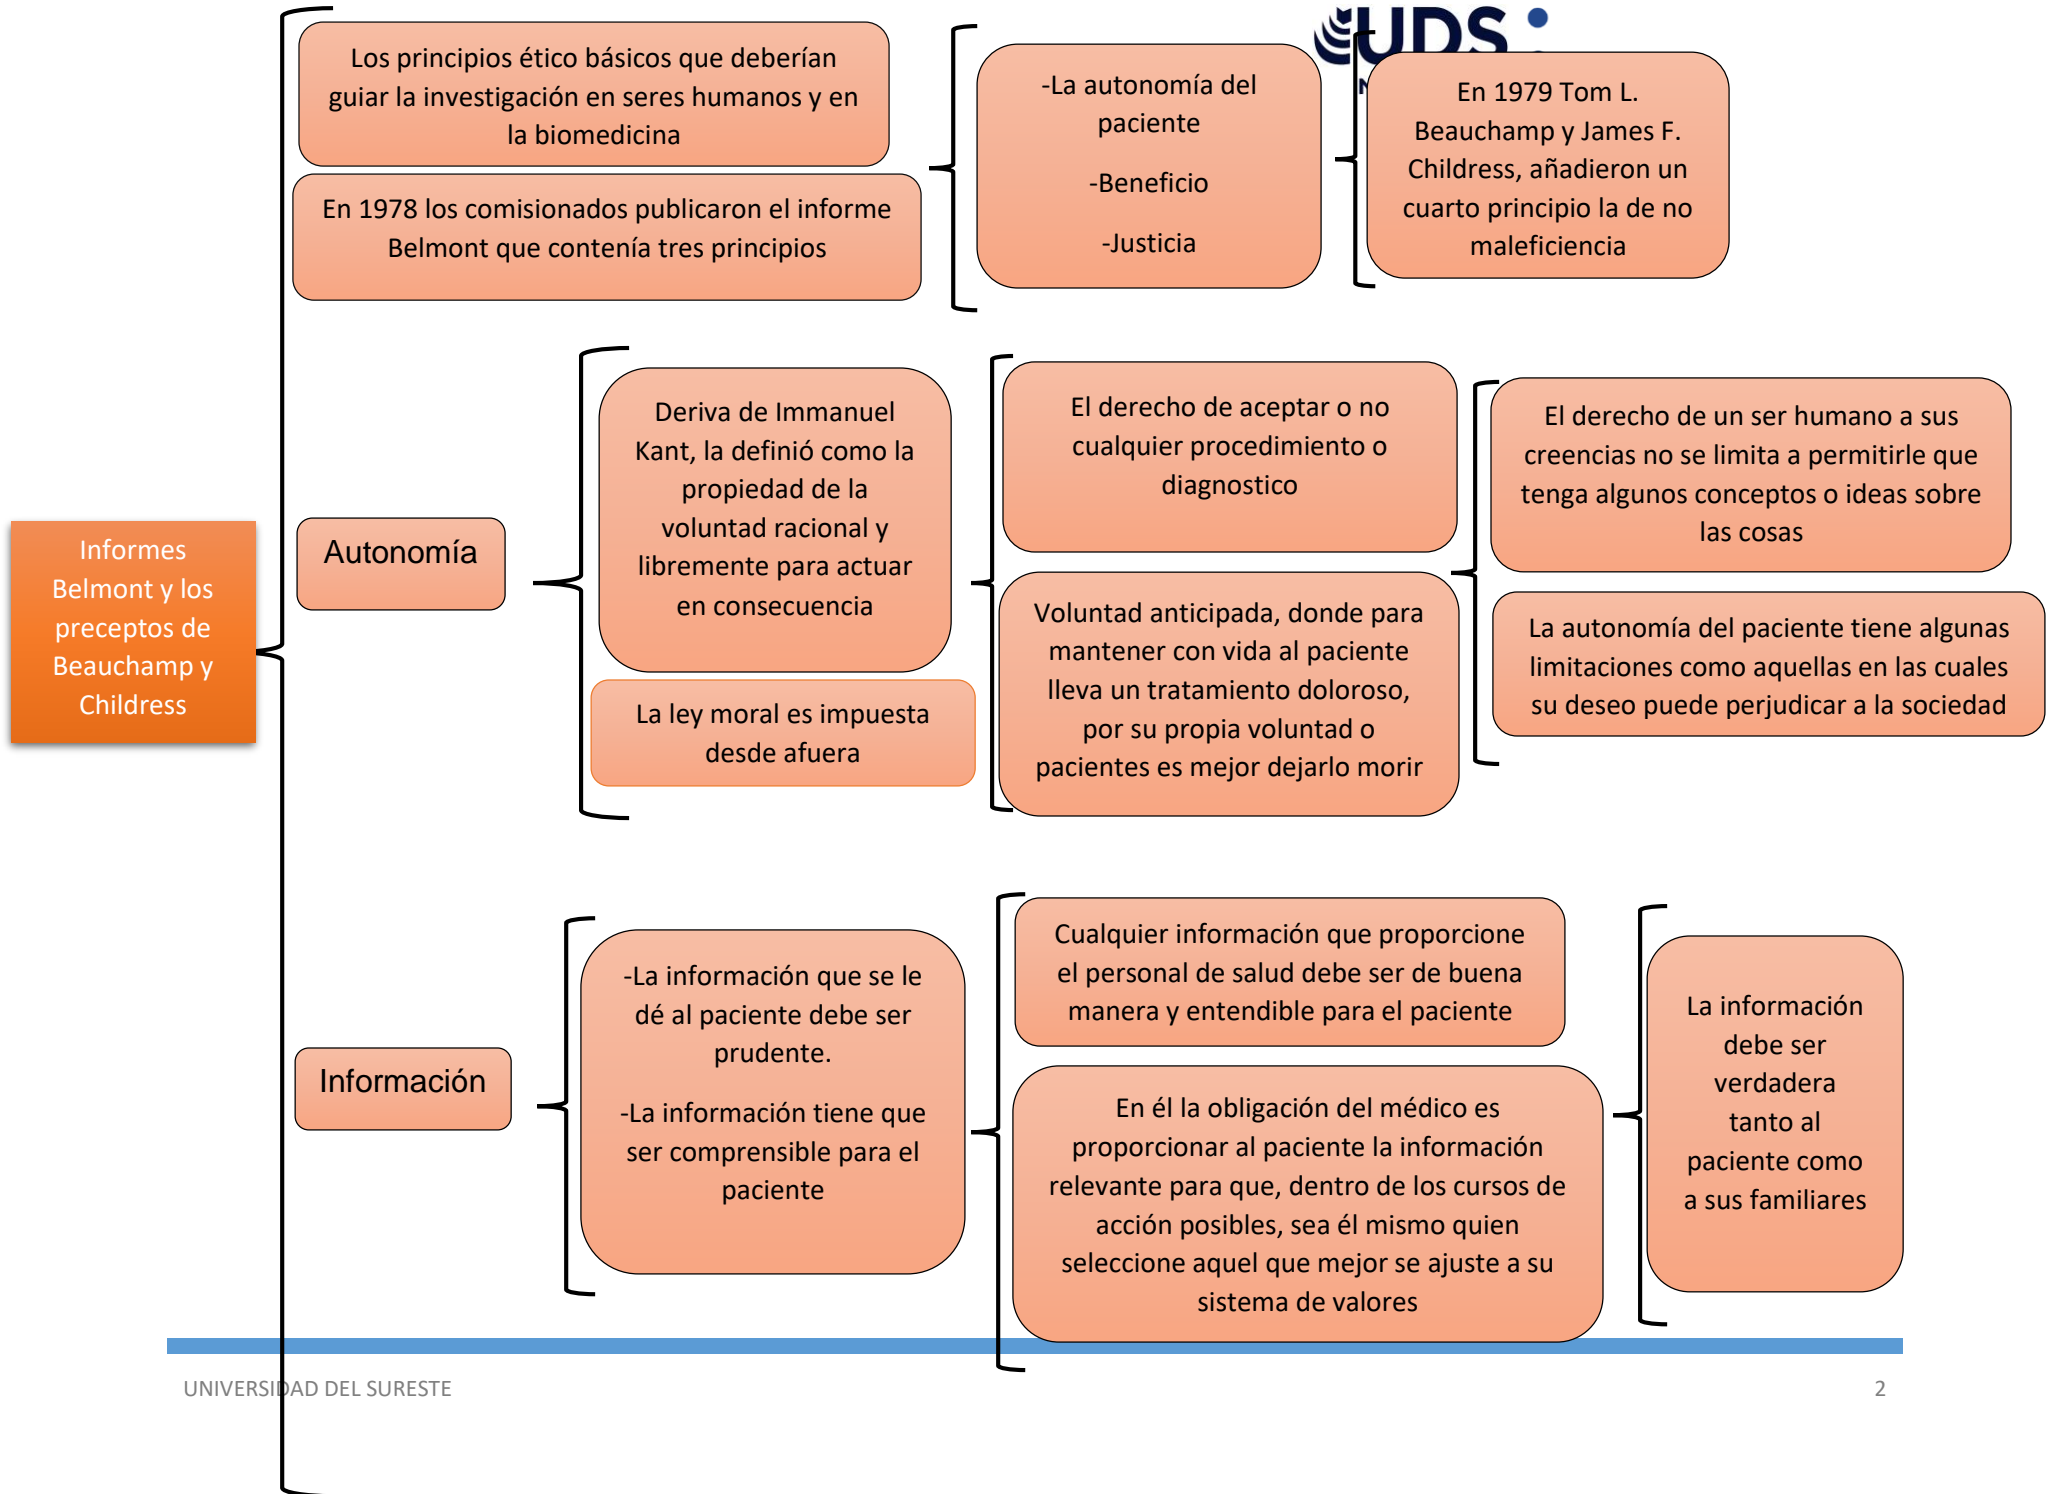 UDS
Los principios ético básicos que deberían
guiar la investigación en seres humanos y en
la biomedicina
En 1978 los comisionados publicaron el informe
Belmont que contenía tres principios
-La autonomía del
paciente
-Beneficio
-Justicia
En 1979 Tom L.
Beauchamp y James F.
Childress, añadieron un
cuarto principio la de no
maleficiencia
Informes
Belmont y los
preceptos de
Beauchamp y
Childress
Autonomía
Deriva de Immanuel
Kant, la definió como la
propiedad de la
voluntad racional y
libremente para actuar
en consecuencia
La ley moral es impuesta
desde afuera
El derecho de aceptar o no
cualquier procedimiento o
diagnostico
Voluntad anticipada, donde para
mantener con vida al paciente
lleva un tratamiento doloroso,
por su propia voluntad o
pacientes es mejor dejarlo morir
El derecho de un ser humano a sus
creencias no se limita a permitirle que
tenga algunos conceptos o ideas sobre
las cosas
La autonomía del paciente tiene algunas
limitaciones como aquellas en las cuales
su deseo puede perjudicar a la sociedad
Información
-La información que se le
dé al paciente debe ser
prudente.
-La información tiene que
ser comprensible para el
paciente
Cualquier información que proporcione
el personal de salud debe ser de buena
manera y entendible para el paciente
En él la obligación del médico es
proporcionar al paciente la información
relevante para que, dentro de los cursos de
acción posibles, sea él mismo quien
seleccione aquel que mejor se ajuste a su
sistema de valores
La información
debe ser
verdadera
tanto al
paciente como
a sus familiares
UNIVERSIDAD DEL SURESTE
2